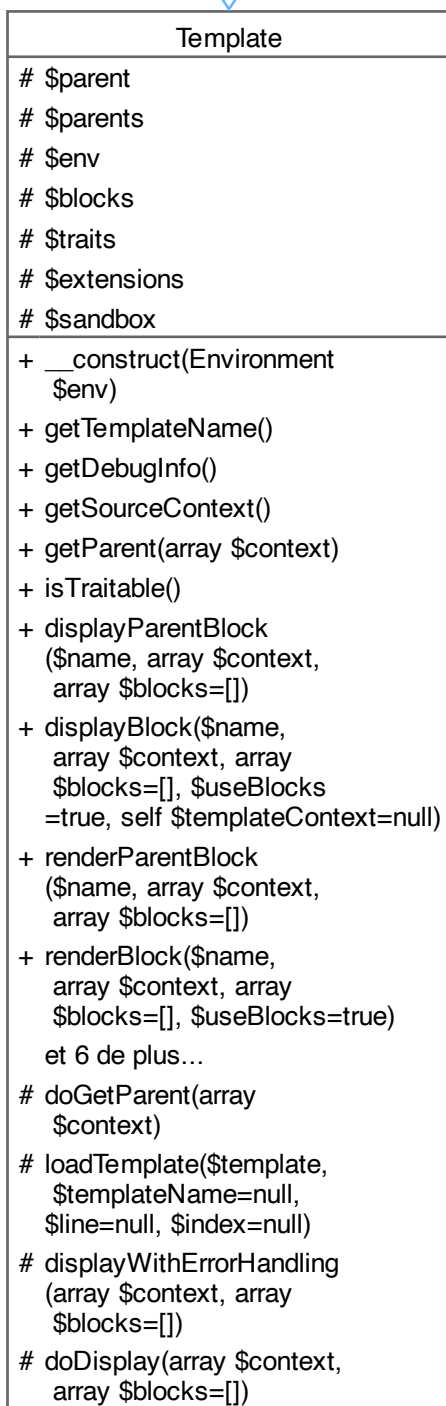 Template
# $parent
# $parents
# $env
# $blocks
# $traits
# $extensions
# $sandbox
+ __construct(Environment
$env)
+ getTemplateName()
+ getDebugInfo()
+ getSourceContext()
+ getParent(array $context)
+ isTraitable()
+ displayParentBlock
($name, array $context,
array $blocks=[])
+ displayBlock($name,
array $context, array
$blocks=[], $useBlocks
=true, self $templateContext=null)
+ renderParentBlock
($name, array $context,
array $blocks=[])
+ renderBlock($name,
array $context, array
$blocks=[], $useBlocks=true)
et 6 de plus...
# doGetParent(array
$context)
# loadTemplate($template,
$templateName=null,
$line=null, $index=null)
# displayWithErrorHandling
(array $context, array
$blocks=[])
# doDisplay(array $context,
array $blocks=[])